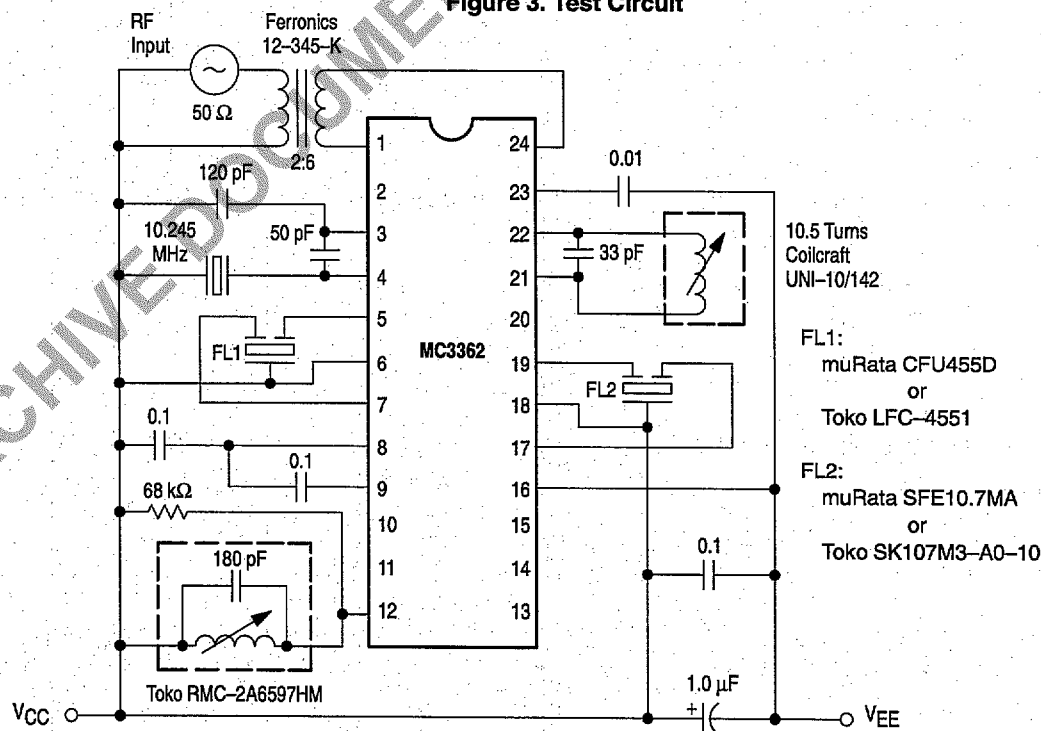 Figure 3. Test Circuit
RF
Input
Ferronics
12–345–K
50 Ω
2:6
120 pF
10.245
MHz
50 pF
FL1
0.1
0.1
68 kΩ
180 pF
Toko RMC–2A6597HM
VCC
1
2
3
4
5
6
7
8
9
10
11
12
MC3362
24
23
22
21
20
19
18
17
16
15
14
13
0.01
33 pF
10.5 Turns
Coilcraft
UNI–10/142
FL2
0.1
1.0 µF
+
VEE
FL1:
muRata CFU455D
or
Toko LFC–4551
FL2:
muRata SFE10.7MA
or
Toko SK107M3–A0–10